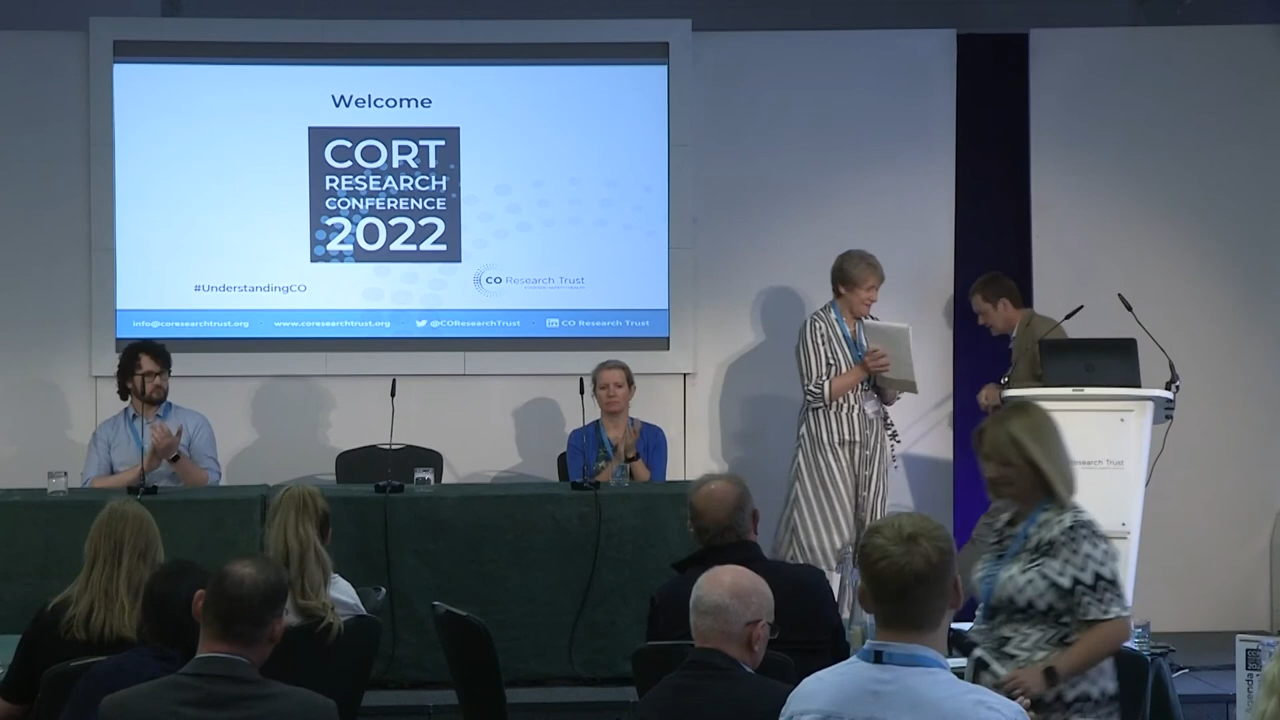 Welcome
CORT
RESEARCH
CONFERENCE
2022
#UnderstandingCO
CO Research Trust
info@coresearchtrust.org
www.coresearchtrust.org
@COResearchTrust
CO Research Trust
Research Trust
Agenda